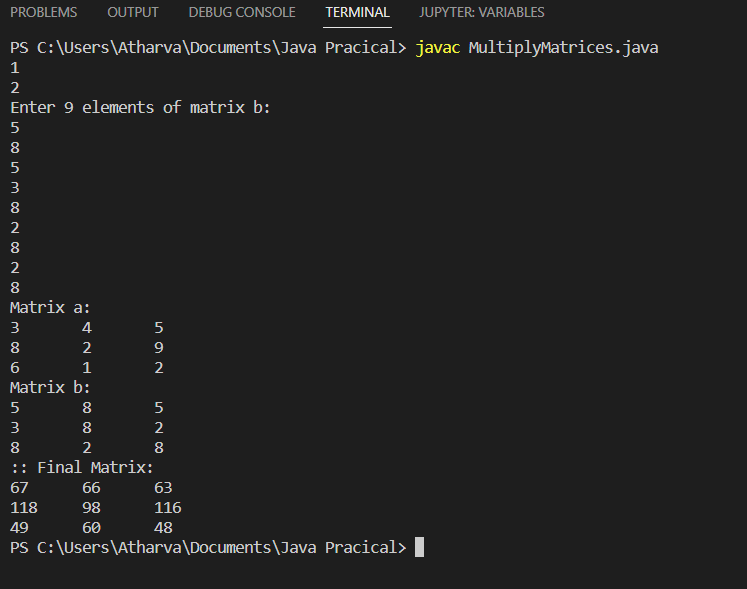 PROBLEMS OUTPUT DEBUG CONSOLE TERMINAL JUPYTER: VARIABLES
PS C:\Users\Atharva\Documents\Java Pracical> javac MultiplyMatrices.java
1
2
Enter 9 elements of matrix b:
5
8
5
3
8
2
8
2
8
Matrix a:
3 4 5
8 2 9
6 1 2
Matrix b:
5 8 5
3 8 2
8 2 8
:: Final Matrix:
67 66 63
118 98 116
49 60 48
PS C:\Users\Atharva\Documents\Java Pracical>